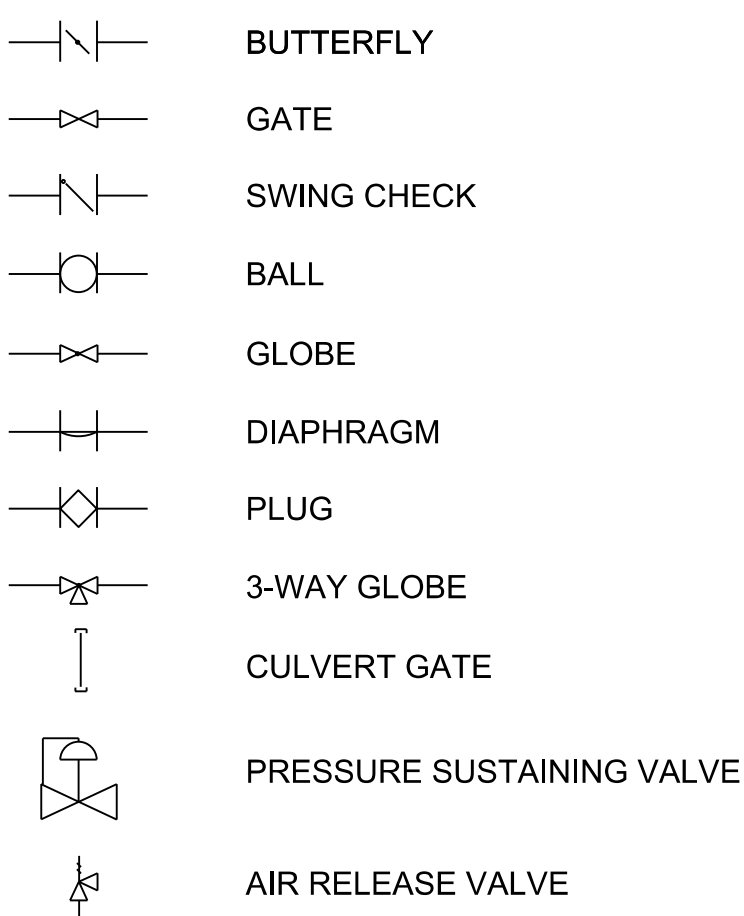 BUTTERFLY
GATE
SWING CHECK
BALL
GLOBE
DIAPHRAGM
PLUG
3-WAY GLOBE
CULVERT GATE
PRESSURE SUSTAINING VALVE
AIR RELEASE VALVE